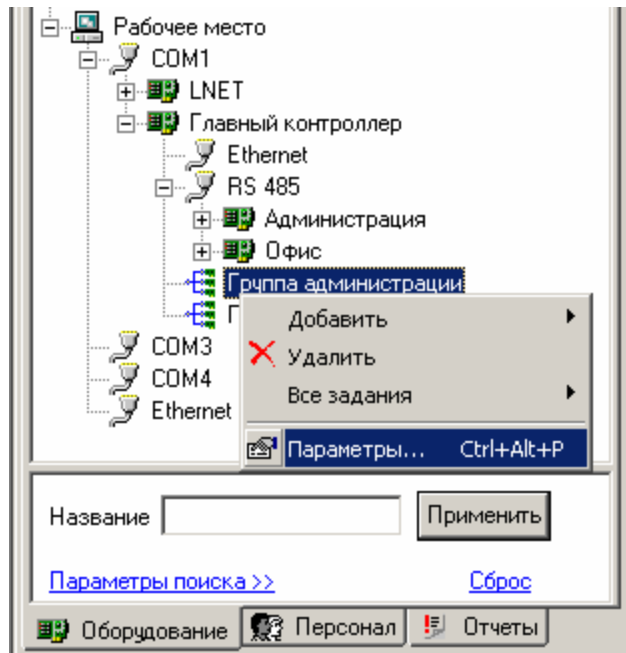 Рабочее место
COM1
LNET
Главный контроллер
Ethernet
RS 485
Администрация
Офис
Группа администрации
Добавить
COM3
Удалить
COM4
Все задания
Ethernet
Параметры... Ctrl+Alt+P
Название Применить
Параметры поиска >> Сброс
Оборудование Персонал Отчеты